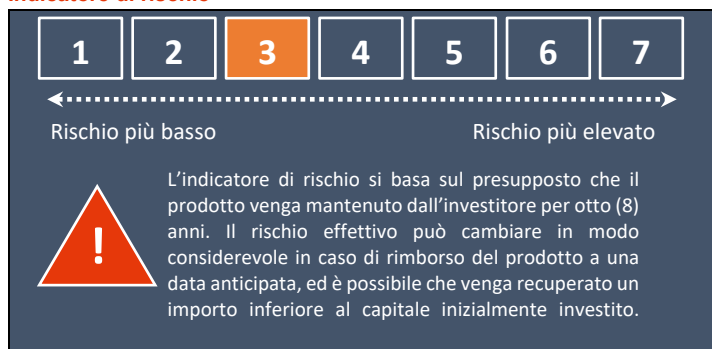 Indicatore di rischio
1 2 3 4 5 6 7
Rischio più basso Rischio più elevato
L’indicatore di rischio si basa sul presupposto che il
prodotto venga mantenuto dall’investitore per otto (8)
anni. Il rischio effettivo può cambiare in modo
considerevole in caso di rimborso del prodotto a una
data anticipata, ed è possibile che venga recuperato un
importo inferiore al capitale inizialmente investito.
!